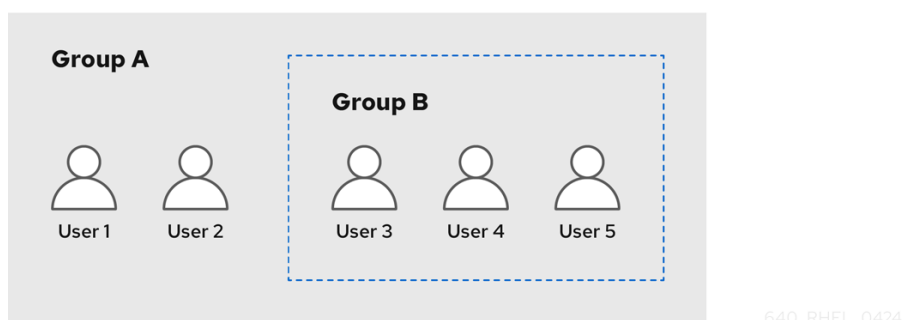 Group A
Group B
User 1
User 2
User 3
User 4
User 5
640_RHEL_0424